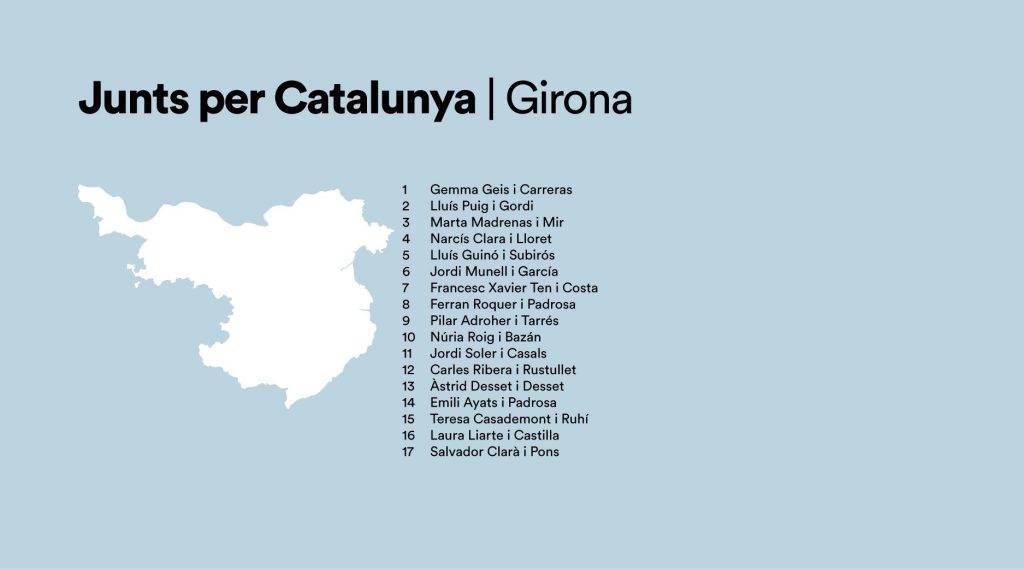 Junts per Catalunya | Girona
1 Gemma Geis i Carreras
2 Lluís Puig i Gordi
3 Marta Madrenas i Mir
4 Narcís Clara i Lloret
5 Lluís Guinó i Subirós
6 Jordi Munell i García
7 Francesc Xavier Ten i Costa
8 Ferran Roquer i Padrosa
9 Pilar Adroher i Tarrés
10 Núria Roig i Bazán
11 Jordi Soler i Casals
12 Carles Ribera i Rustullet
13 Àstrid Desset i Desset
14 Emili Ayats i Padrosa
15 Teresa Casademont i Ruhí
16 Laura Liarte i Castilla
17 Salvador Clarà i Pons